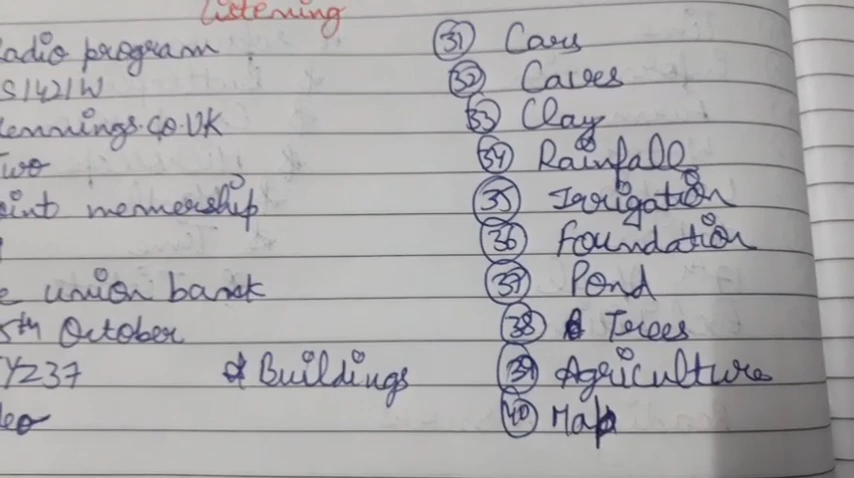 listening
adio program
S1421W
ennings.co.UK
wo
oint memership
e union bank
5th October
YZ37
eo
Buildings
31 Cars
32 Caves
33 Clay
34 Rainfall
35 Irrigation
36 Foundation
37 Pond
38 Trees
39 Agriculture
40 Map